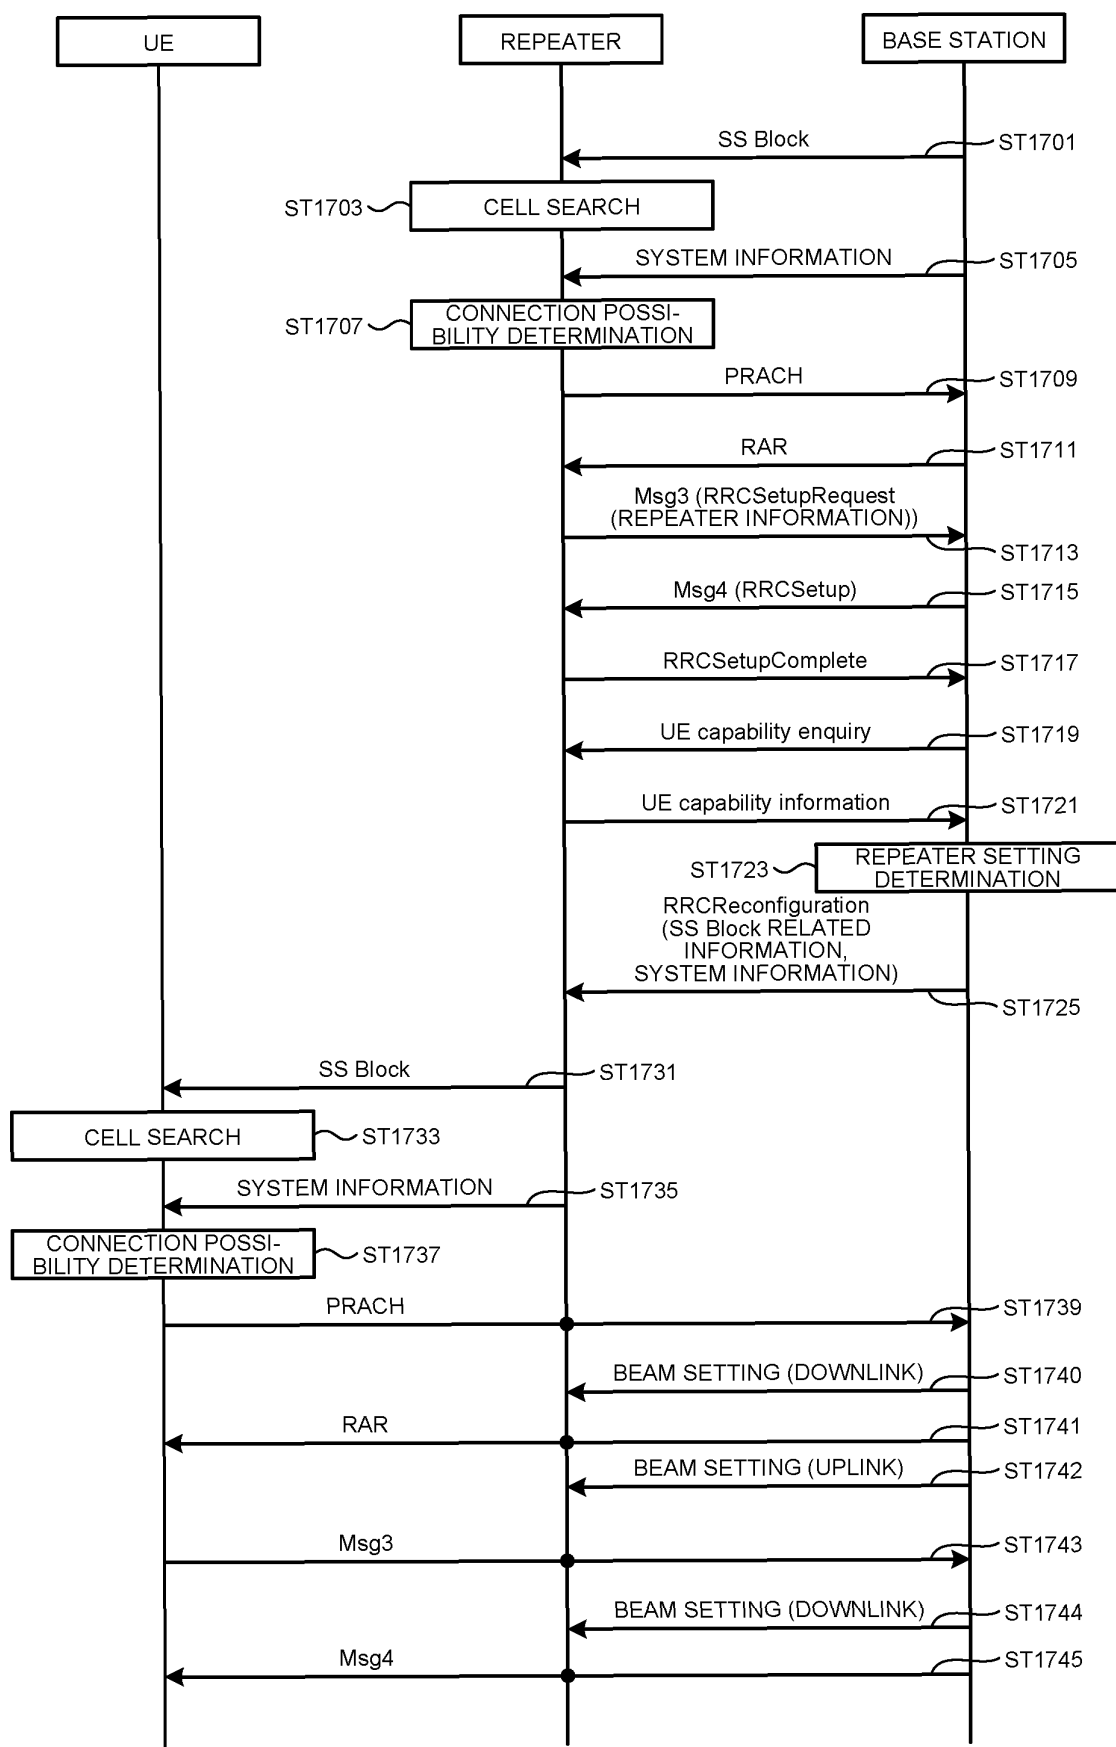 UE
REPEATER
BASE STATION
SS Block
ST1701
ST1703
CELL SEARCH
SYSTEM INFORMATION
ST1705
ST1707
CONNECTION POSSI-
BILITY DETERMINATION
PRACH
ST1709
RAR
ST1711
Msg3 (RRCSetupRequest
(REPEATER INFORMATION))
ST1713
Msg4 (RRCSetup)
ST1715
RRCSetupComplete
ST1717
UE capability enquiry
ST1719
UE capability information
ST1721
ST1723
REPEATER SETTING
DETERMINATION
RRCReconfiguration
(SS Block RELATED
INFORMATION,
SYSTEM INFORMATION)
ST1725
SS Block
ST1731
CELL SEARCH
ST1733
SYSTEM INFORMATION
ST1735
CONNECTION POSSI-
BILITY DETERMINATION
ST1737
PRACH
ST1739
BEAM SETTING (DOWNLINK)
ST1740
RAR
ST1741
BEAM SETTING (UPLINK)
ST1742
Msg3
ST1743
BEAM SETTING (DOWNLINK)
ST1744
Msg4
ST1745